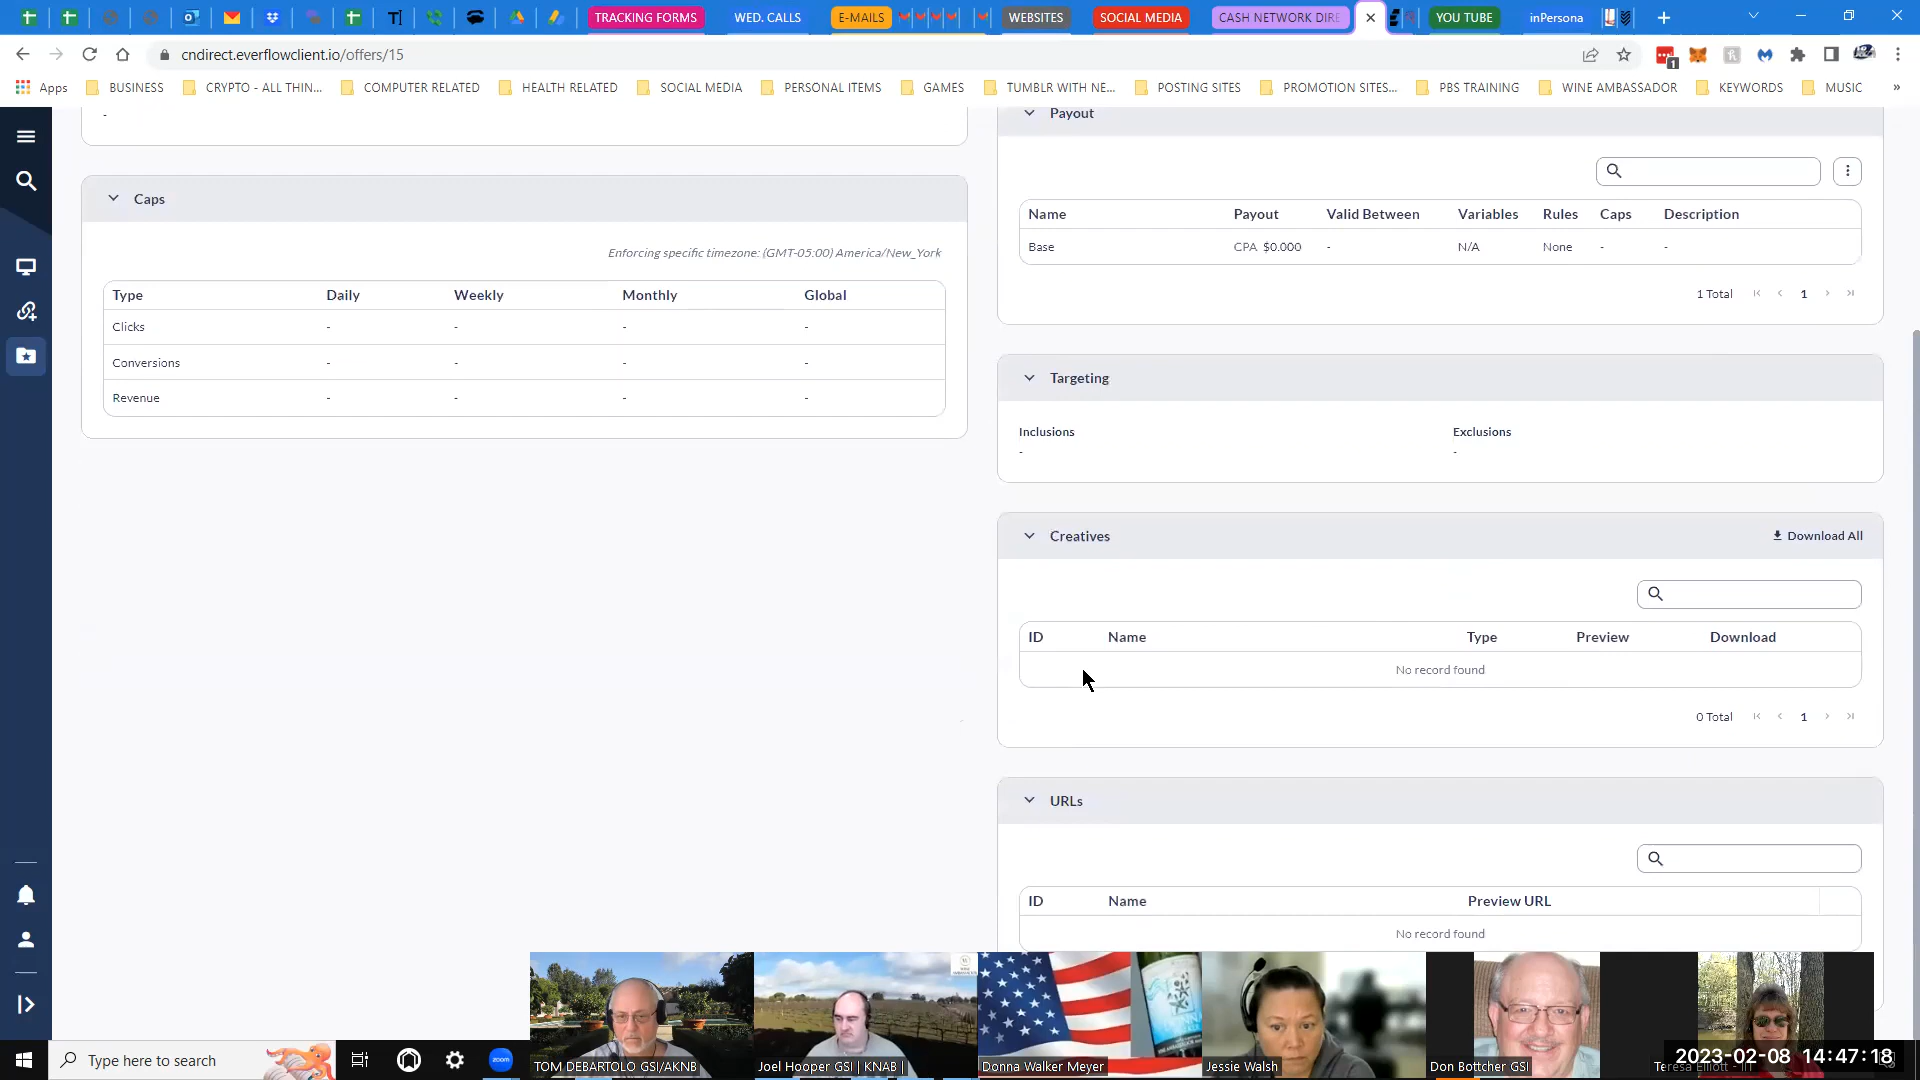 TRACKING FORMS
WED. CALLS
E-MAILS
WEBSITES
SOCIAL MEDIA
CASH NETWORK DIRE
YOU TUBE
inPersona
cndirect.everflowclient.io/offers/15
1
Apps
BUSINESS
CRYPTO - ALL THIN...
COMPUTER RELATED
HEALTH RELATED
SOCIAL MEDIA
PERSONAL ITEMS
GAMES
TUMBLR WITH NE...
POSTING SITES
PROMOTION SITES...
PBS TRAINING
WINE AMBASSADOR
KEYWORDS
MUSIC
»
-
Caps
Enforcing specific timezone: (GMT-05:00) America/New_York
Type Daily Weekly Monthly Global
Clicks - - - -
Conversions - - - -
Revenue - - - -
Payout
Name Payout Valid Between Variables Rules Caps Description
Base CPA $0.000 - N/A None - -
1 Total 1
Targeting
Inclusions Exclusions
- -
Creatives Download All
ID Name Type Preview Download
No record found
0 Total 1
URLs
ID Name Preview URL
No record found
TOM DEBARTOLO GSI/AKNB
Joel Hooper GSI | KNAB |
Donna Walker Meyer
Jessie Walsh
Don Bottcher GSI
Type here to search
zoom
2023-02-08 14:47:18